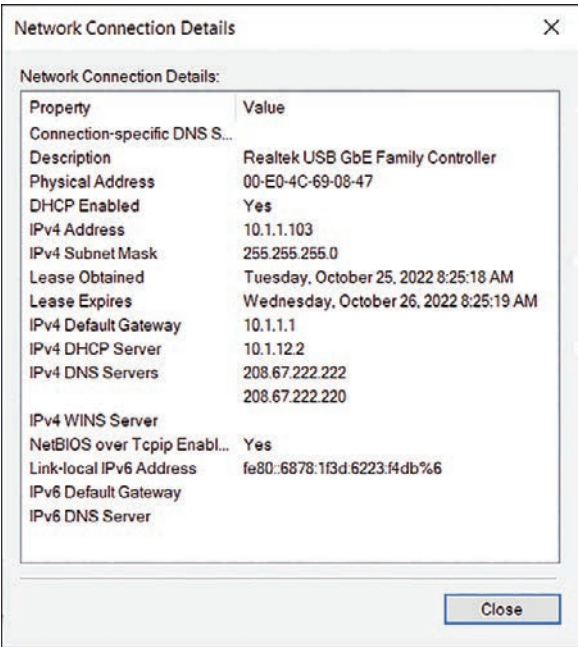 Network Connection Details
Network Connection Details:
Property Value
Connection-specific DNS S...
Description Realtek USB GbE Family Controller
Physical Address 00-E0-4C-69-08-47
DHCP Enabled Yes
IPv4 Address 10.1.1.103
IPv4 Subnet Mask 255.255.255.0
Lease Obtained Tuesday, October 25, 2022 8:25:18 AM
Lease Expires Wednesday, October 26, 2022 8:25:19 AM
IPv4 Default Gateway 10.1.1.1
IPv4 DHCP Server 10.1.12.2
IPv4 DNS Servers 208.67.222.222
208.67.222.220
IPv4 WINS Server
NetBIOS over Tcpip Enabl... Yes
Link-local IPv6 Address fe80::6878:1f3d:6223:f4db%6
IPv6 Default Gateway
IPv6 DNS Server
Close